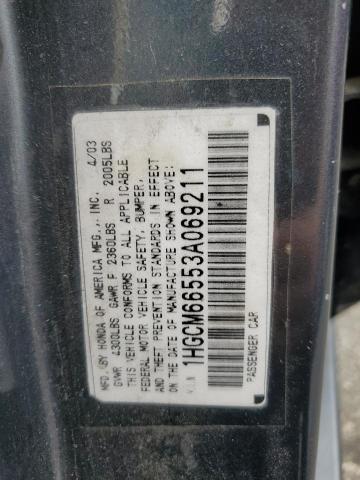 MFD. BY HONDA OF AMERICA MFG., INC. 4/03
GVWR 4300LBS GAWR F 2360LBS R 2005LBS
THIS VEHICLE CONFORMS TO ALL APPLICABLE
FEDERAL MOTOR VEHICLE SAFETY, BUMPER,
AND THEFT PREVENTION STANDARDS IN EFFECT
ON THE DATE OF MANUFACTURE SHOWN ABOVE:
V.I.N 1HGCM66553A069211
PASSENGER CAR